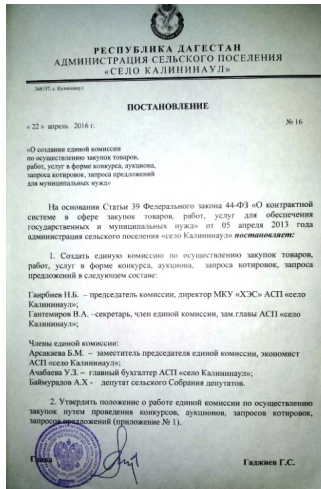 РЕСПУБЛИКА ДАГЕСТАН
АДМИНИСТРАЦИЯ СЕЛЬСКОГО ПОСЕЛЕНИЯ
«СЕЛО КАЛИНИНАУЛ»
368157, с. Калининаул
ПОСТАНОВЛЕНИЕ
« 22 » апрель 2016 г. № 16
«О создании единой комиссии
по осуществлению закупок товаров,
работ, услуг в форме конкурса, аукциона,
запроса котировок, запроса предложений
для муниципальных нужд»
На основании Статьи 39 Федерального закона 44-ФЗ «О контрактной
системе в сфере закупок товаров, работ, услуг для обеспечения
государственных и муниципальных нужд» от 05 апреля 2013 года
администрация сельского поселения «село Калининаул» постановляет:
1. Создать единую комиссию по осуществлению закупок товаров,
работ, услуг в форме конкурса, аукциона, запроса котировок, запроса
предложений в следующем составе:
Гаирбиев Н.Б. – председатель комиссии, директор МКУ «ХЭС» АСП «село
Калининаул»;
Гантемиров В.А. –секретарь, член единой комиссии, зам.главы АСП «село
Калининаул»;
Члены единой комиссии:
Арсакаева Б.М. – заместитель председателя единой комиссии, экономист
АСП «село Калининаул»;
Ачабаева У.З. – главный бухгалтер АСП «село Калининаул»;
Баймурадов А.Х - депутат сельского Собрания депутатов.
2. Утвердить положение о работе единой комиссии по осуществлению
закупок путем проведения конкурсов, аукционов, запросов котировок,
запросов предложений (приложение № 1).
Глава Гаджиев Г.С.